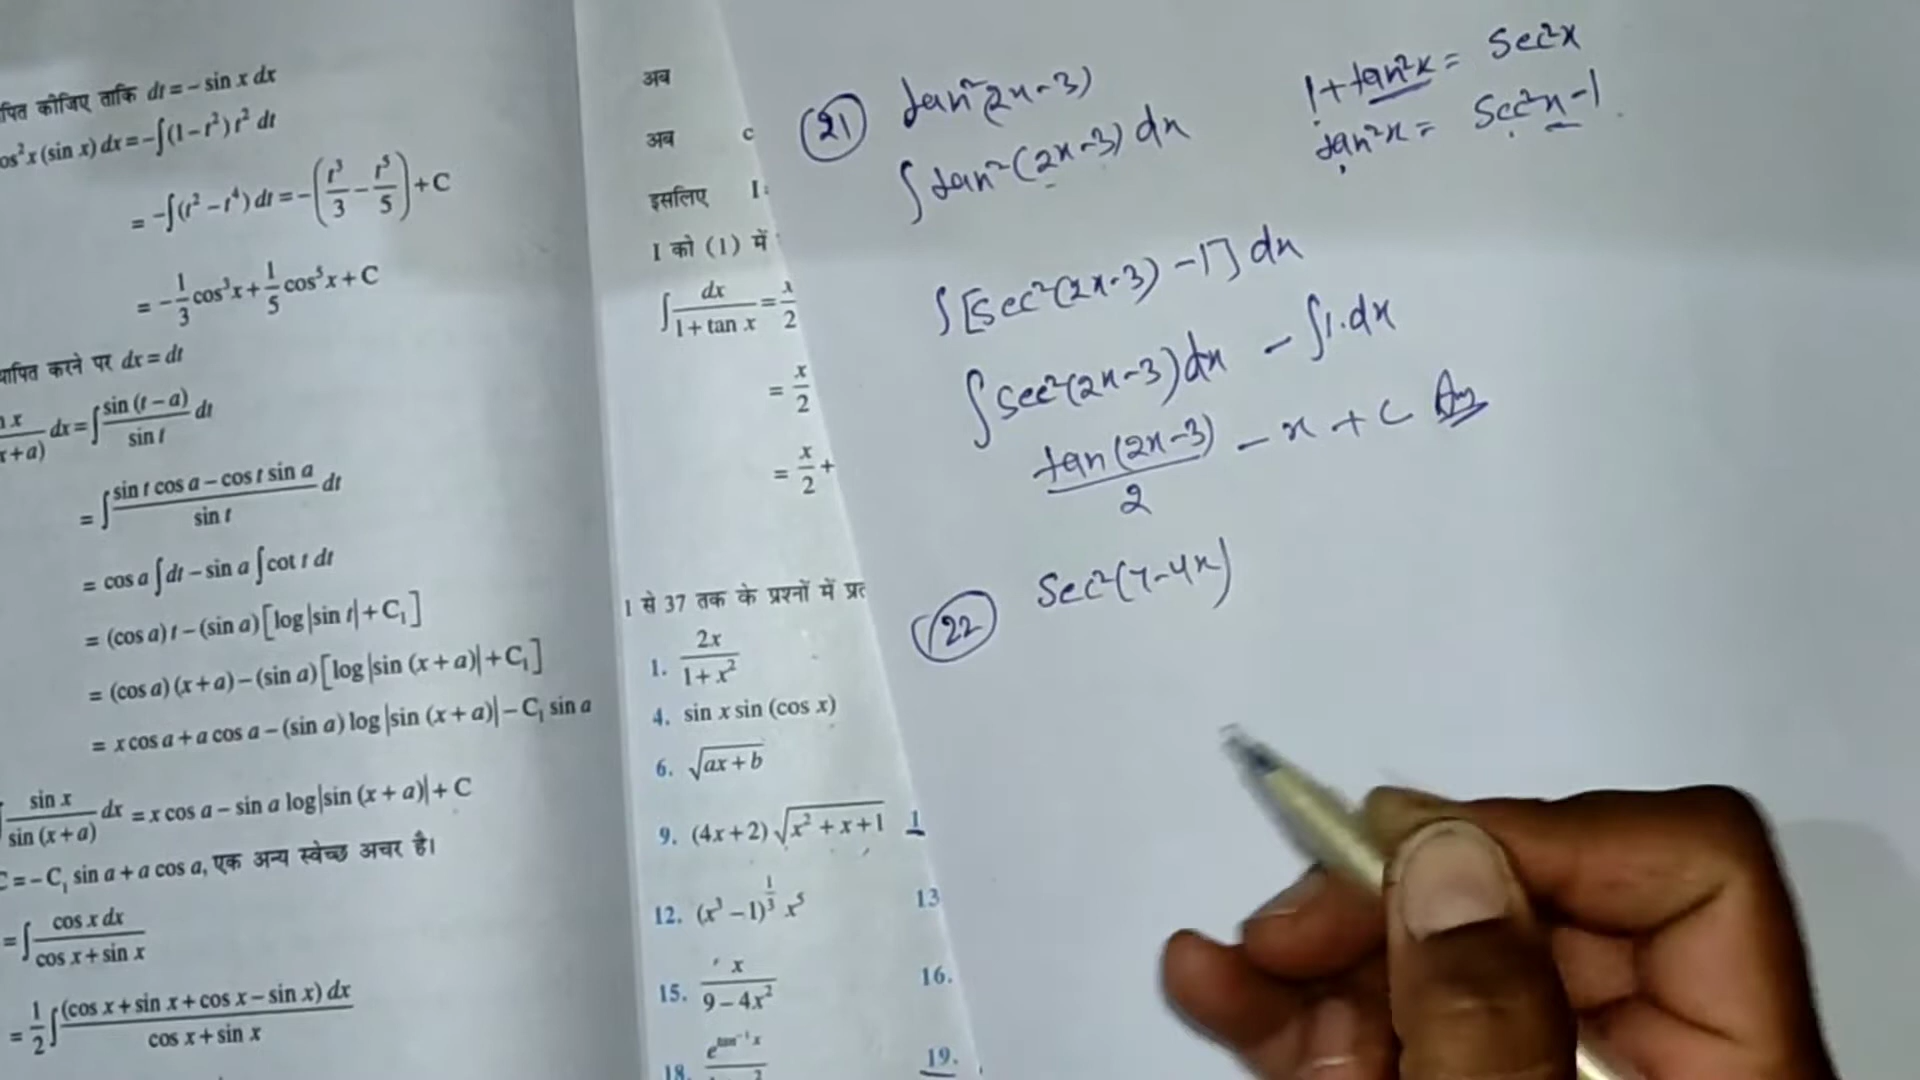 पित कीजिए ताकि dt = – sin x dx
os²x (sin x) dx = –∫(1 – t²) t² dt
= –∫(t² – t⁴) dt = –(t³/3 – t⁵/5) + C
= –1/3 cos³x + 1/5 cos⁵x + C
ापित करने पर dx = dt
x/(x+a) dx = ∫ sin (t – a)/sin t dt
= ∫ sin t cos a – cos t sin a/sin t dt
= cos a ∫dt – sin a ∫cot t dt
= (cos a) t – (sin a) [log|sin t| + C₁]
= (cos a) (x + a) – (sin a) [log|sin (x + a)| + C₁]
= x cos a + a cos a – (sin a) log|sin (x + a)| – C₁ sin a
∫ sin x/sin (x + a) dx = x cos a – sin a log|sin (x + a)| + C
C = – C₁ sin a + a cos a, एक अन्य स्वेच्छ अचर है।
= ∫ cos x dx/cos x + sin x
= 1/2 ∫ (cos x + sin x + cos x – sin x) dx/cos x + sin x
अब
अब c
इसलिए I
I को (1) में
∫ dx/1 + tan x = x/2
= x/2
= x/2 +
1 से 37 तक के प्रश्नों में
1. 2x/1 + x²
4. sin x sin (cos x)
6. √ax + b
9. (4x + 2) √x² + x + 1 1
12. (x³ – 1)^1/3 x⁵ 13
15. x/9 – 4x² 16.
18. e^tan⁻¹x 19.
(21) tan²(2x-3)
∫tan²(2x-3) dx
∫[sec²(2x-3) -1] dx
∫sec²(2x-3)dx - ∫1.dx
tan(2x-3)/2 - x + C Ans
1+tan²x = sec²x
tan²x = sec²x-1
(22) sec²(7-4x)